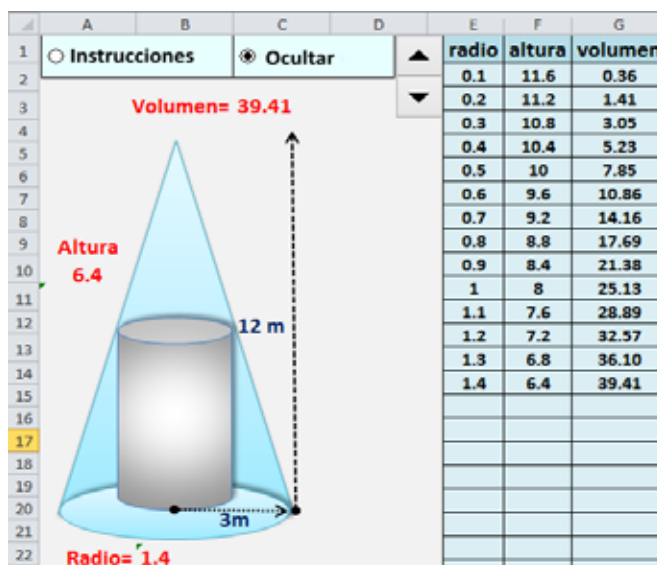 A B C D E F G
1 Instrucciones Ocultar radio altura volumen
2 0.1 11.6 0.36
3 Volumen= 39.41 0.2 11.2 1.41
4 0.3 10.8 3.05
5 0.4 10.4 5.23
6 0.5 10 7.85
7 0.6 9.6 10.86
8 0.7 9.2 14.16
9 Altura 0.8 8.8 17.69
10 6.4 0.9 8.4 21.38
11 1 8 25.13
12 12 m 1.1 7.6 28.89
13 1.2 7.2 32.57
14 1.3 6.8 36.10
15 1.4 6.4 39.41
16
17
18
19
20
21 3m
22 Radio= 1.4